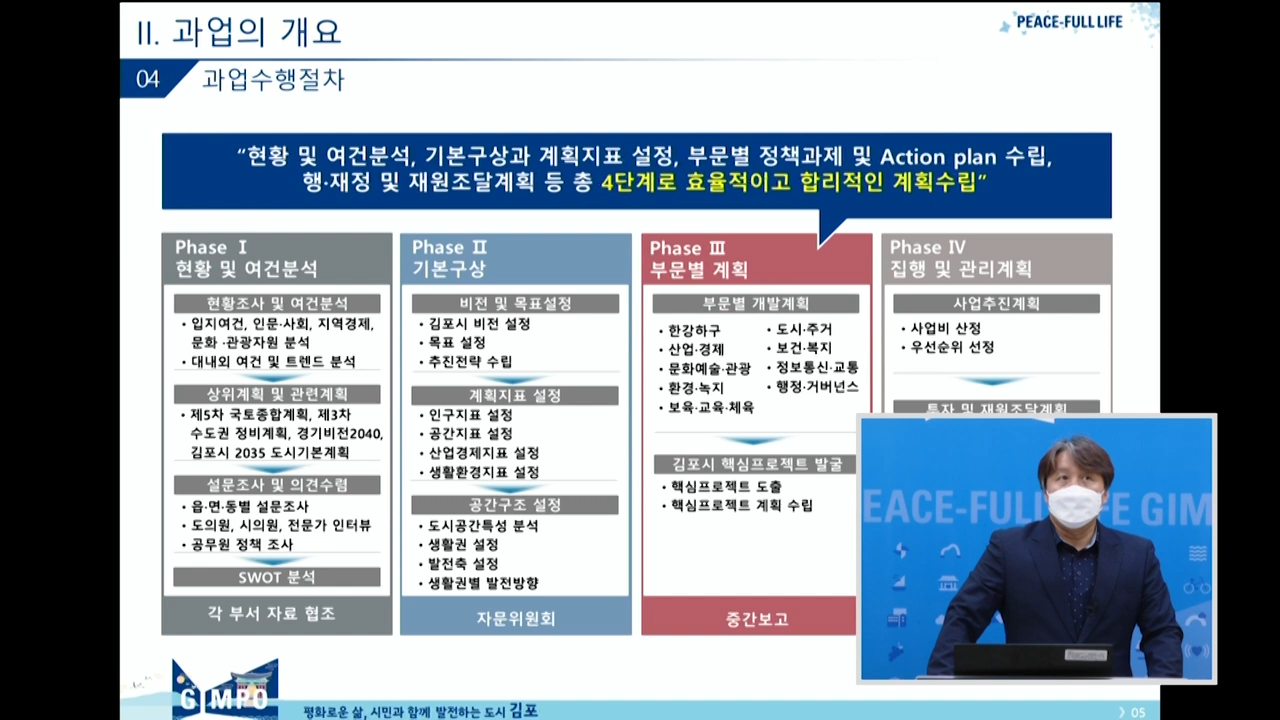 II. 과업의 개요
PEACE-FULL LIFE
04
과업수행절차
“현황 및 여건분석, 기본구상과 계획지표 설정, 부문별 정책과제 및 Action plan 수립,
행·재정 및 재원조달계획 등 총 4단계로 효율적이고 합리적인 계획수립”
Phase Ⅰ
현황 및 여건분석
현황조사 및 여건분석
• 입지여건, 인문·사회, 지역경제,
문화 ·관광자원 분석
• 대내외 여건 및 트렌드 분석
상위계획 및 관련계획
• 제5차 국토종합계획, 제3차
수도권 정비계획, 경기비전2040,
김포시 2035 도시기본계획
설문조사 및 의견수렴
• 읍·면·동별 설문조사
• 도의원, 시의원, 전문가 인터뷰
• 공무원 정책 조사
SWOT 분석
각 부서 자료 협조
Phase Ⅱ
기본구상
비전 및 목표설정
• 김포시 비전 설정
• 목표 설정
• 추진전략 수립
계획지표 설정
• 인구지표 설정
• 공간지표 설정
• 산업경제지표 설정
• 생활환경지표 설정
공간구조 설정
• 도시공간특성 분석
• 생활권 설정
• 발전축 설정
• 생활권별 발전방향
자문위원회
Phase Ⅲ
부문별 계획
부문별 개발계획
• 한강하구
• 산업·경제
• 문화예술·관광
• 환경·녹지
• 보육·교육·체육
• 도시·주거
• 보건·복지
• 정보통신·교통
• 행정·거버넌스
김포시 핵심프로젝트 발굴
• 핵심프로젝트 도출
• 핵심프로젝트 계획 수립
중간보고
Phase Ⅳ
집행 및 관리계획
사업추진계획
• 사업비 산정
• 우선순위 선정
투자 및 재원조달계획
PEACE-FULL LIFE GIM
GIMPO
평화로운 삶, 시민과 함께 발전하는 도시 김포
》05